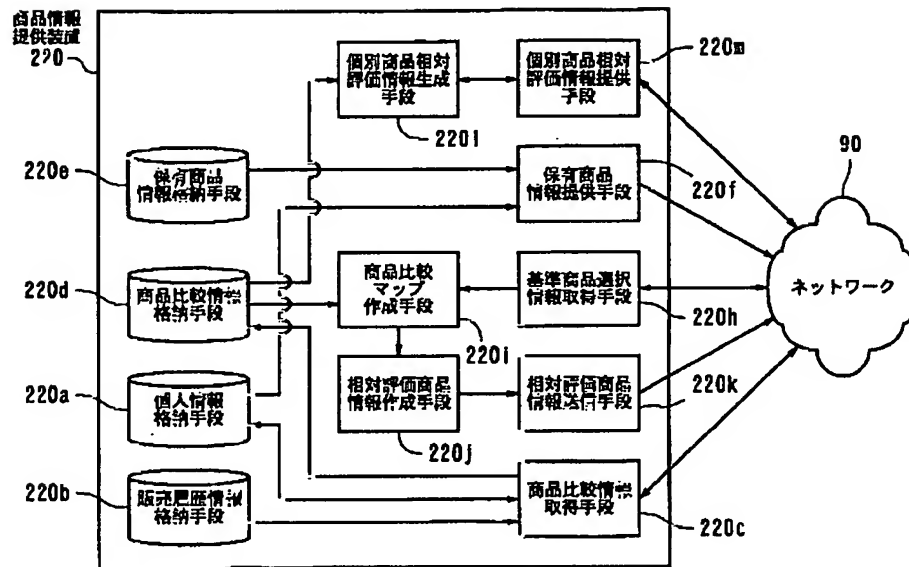 商品情報
提供装置
220
個別商品相対
評価情報生成
手段
220l
個別商品相対
評価情報提供
手段
220m
220e
保有商品
情報格納手段
保有商品
情報提供手段
220f
90
ネットワーク
220d
商品比較情報
格納手段
商品比較
マップ
作成手段
220i
基準商品選択
情報取得手段
220h
220a
個人情報
格納手段
相対評価商品
情報作成手段
220j
相対評価商品
情報送信手段
220k
220b
販売履歴情報
格納手段
商品比較情報
取得手段
220c